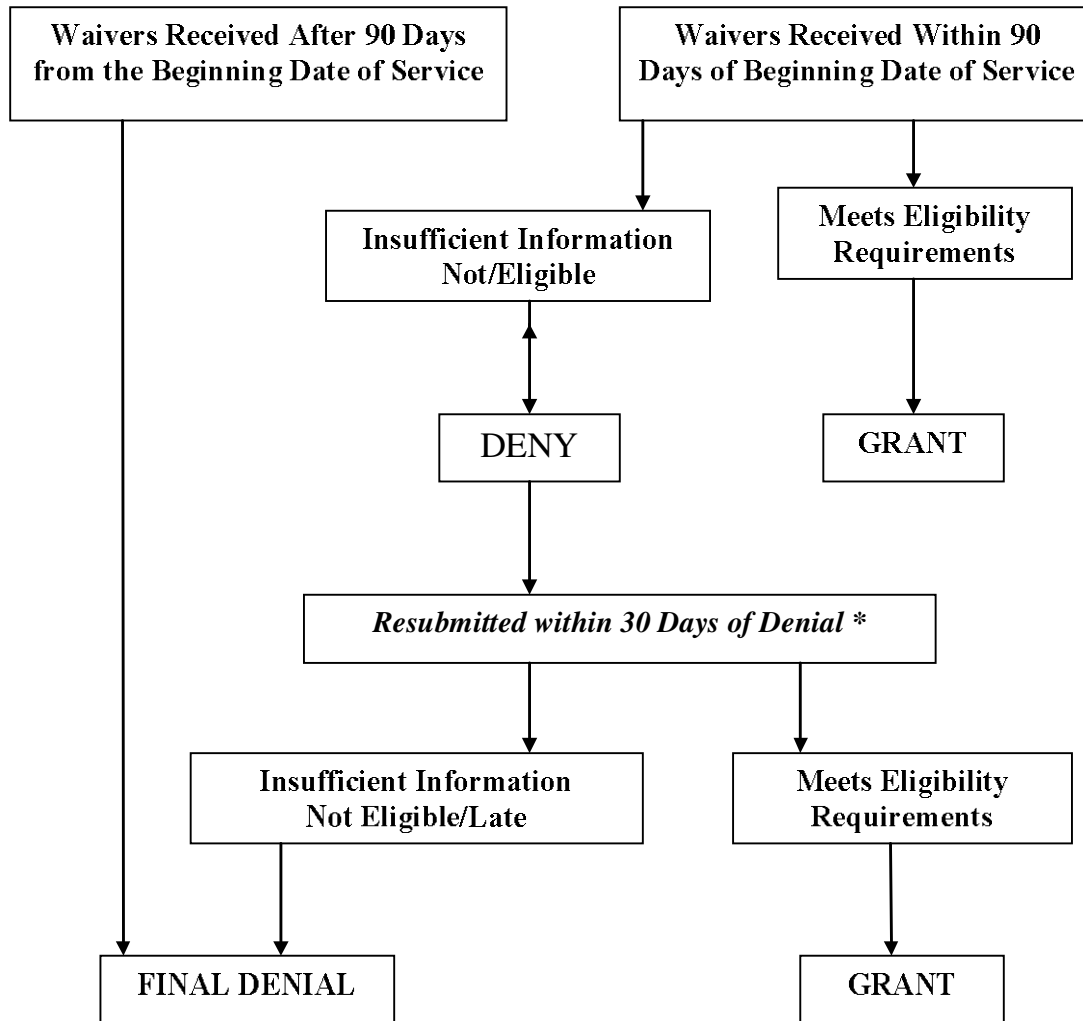 Waivers Received After 90 Days
from the Beginning Date of Service
Waivers Received Within 90
Days of Beginning Date of Service
Insufficient Information
Not/Eligible
Meets Eligibility
Requirements
DENY
GRANT
Resubmitted within 30 Days of Denial *
Insufficient Information
Not Eligible/Late
Meets Eligibility
Requirements
FINAL DENIAL
GRANT